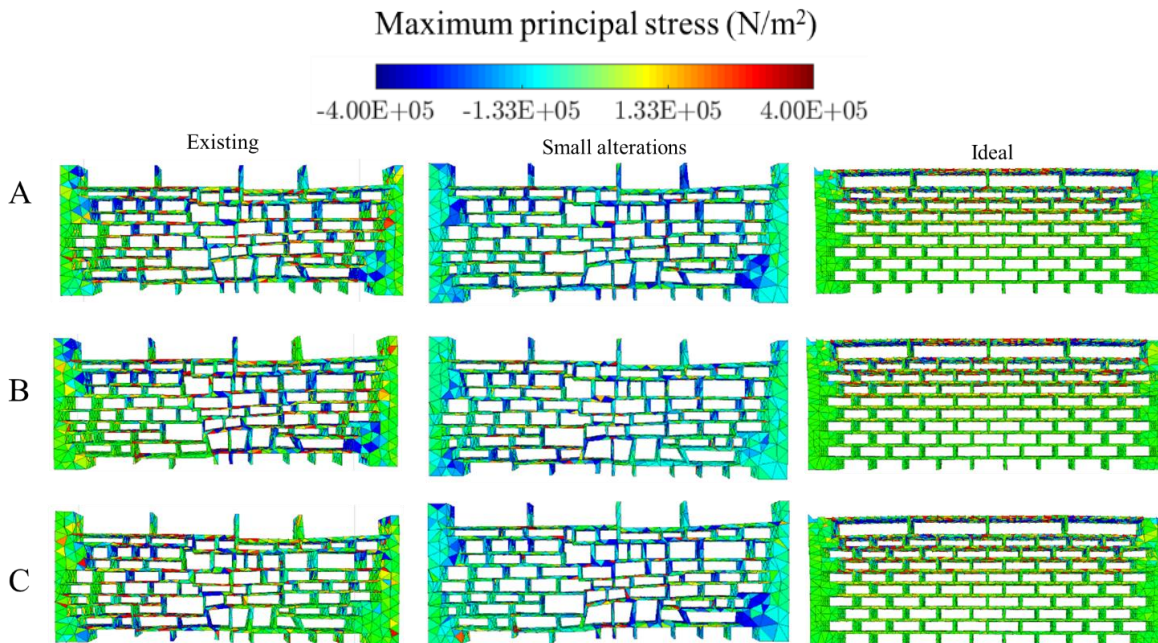 Maximum principal stress (N/m²)
-4.00E+05 -1.33E+05 1.33E+05 4.00E+05
Existing Small alterations Ideal
A
B
C